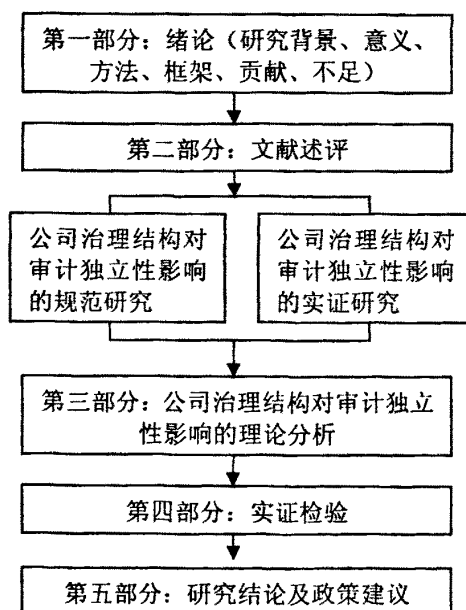 第一部分：绪论（研究背景、意义、
方法、框架、贡献、不足）
第二部分：文献述评
公司治理结构对
审计独立性影响
的规范研究
公司治理结构对
审计独立性影响
的实证研究
第三部分：公司治理结构对审计独立
性影响的理论分析
第四部分：实证检验
第五部分：研究结论及政策建议